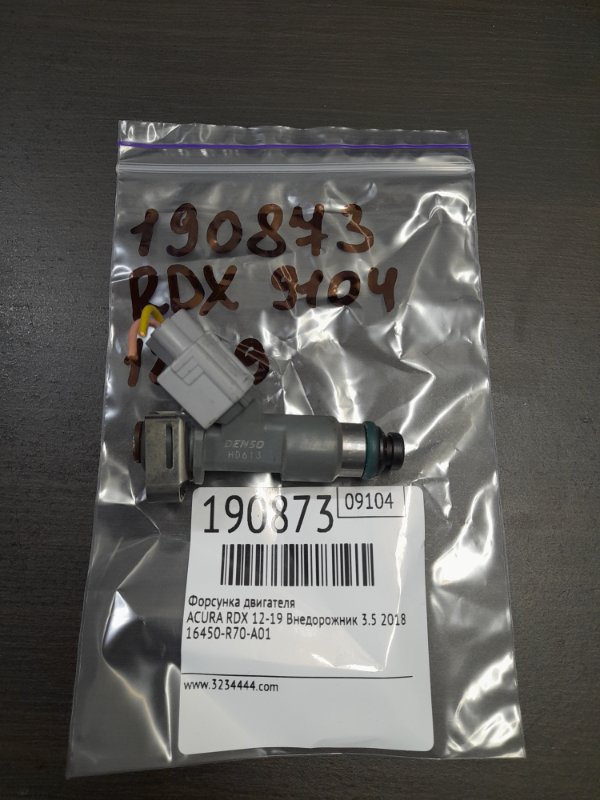 190873
RDX 9104
DENSO
HD613
190873
09104
Форсунка двигателя
ACURA RDX 12-19 Внедорожник 3.5 2018
16450-R70-A01
www.3234444.com